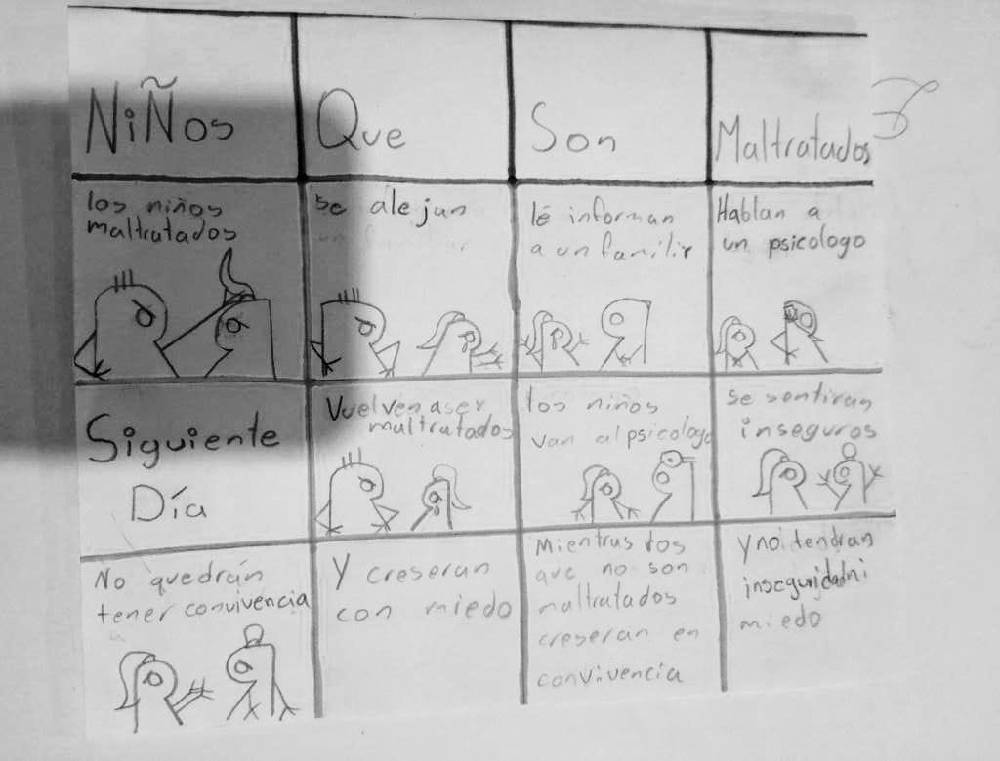 NiÑos
Que
Son
Maltratados
los niños
maltratados
se alejan
lé informan
a un familir
Hablan a
un psicologo
Siguiente
Día
Vuelven aser
maltratados
los niños
van al psicologo
se sentiran
inseguros
No quedrán
tener convivencia
Y creseran
con miedo
Mientras los
que no son
maltratados
creseran en
convivencia
y no tendran
inseguridad ni
miedo